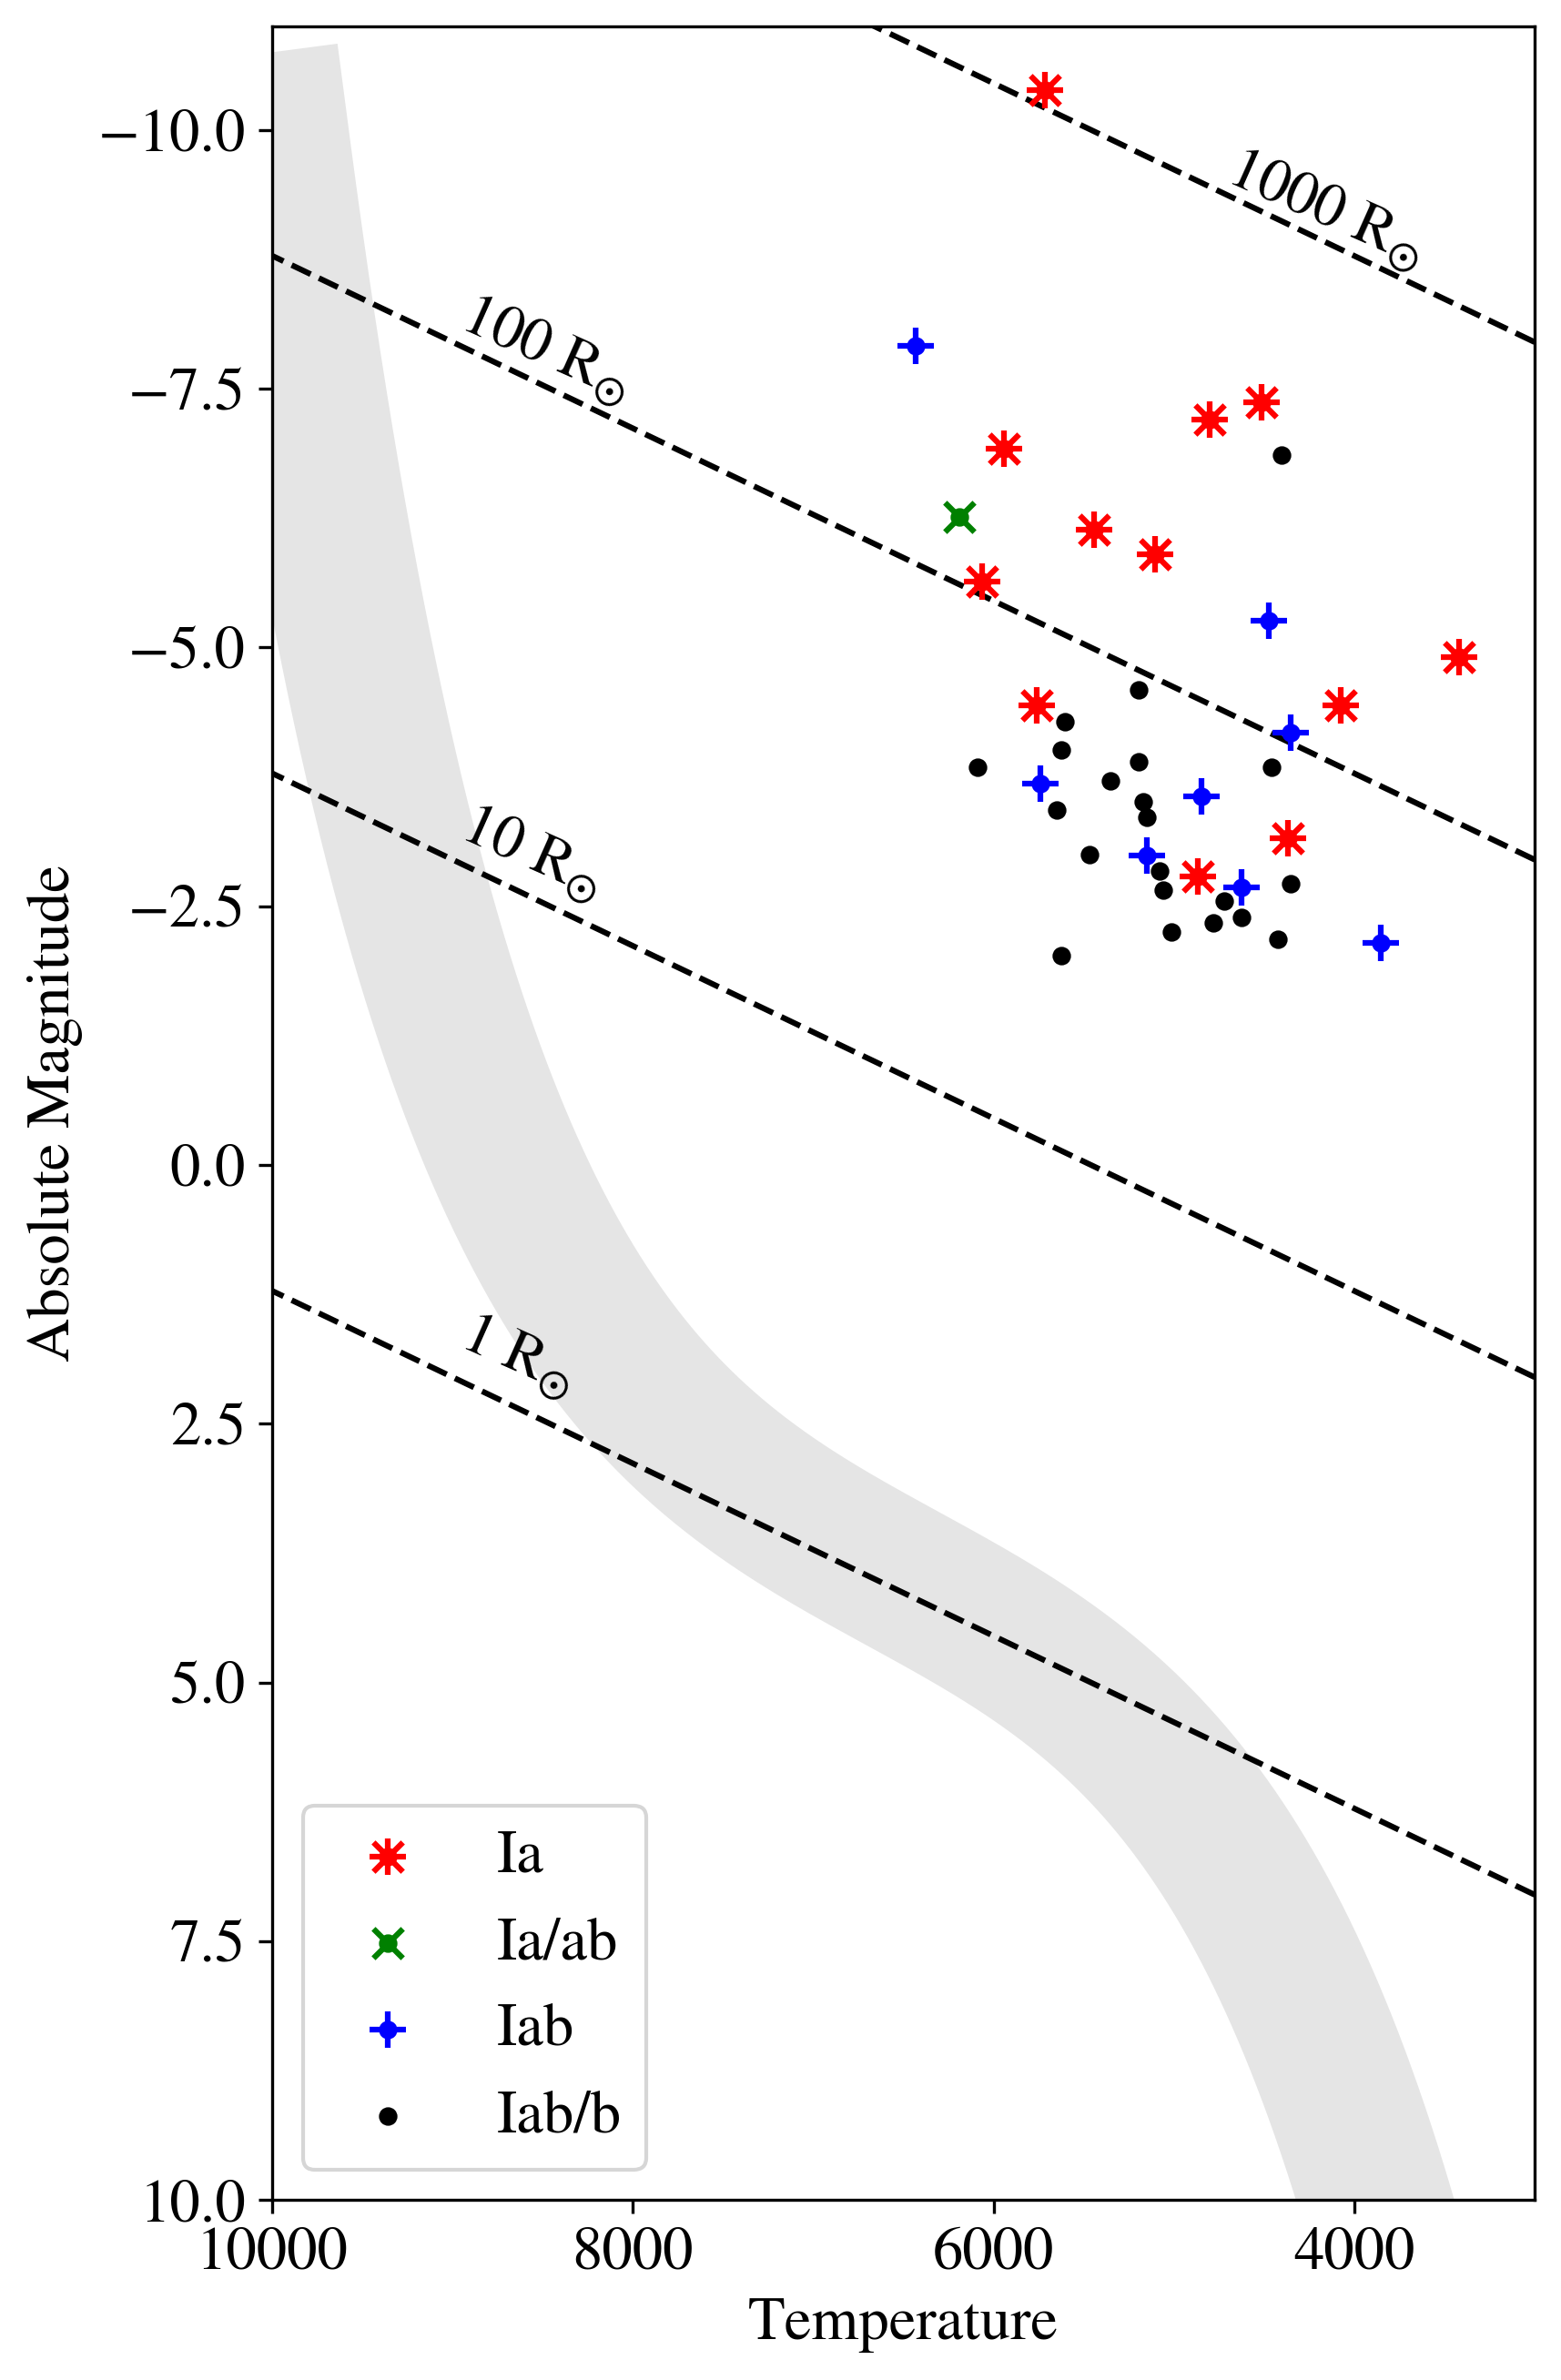 −10.0
−7.5
−5.0
−2.5
0.0
2.5
5.0
7.5
10.0
Absolute Magnitude
1000 R☉
100 R☉
10 R☉
1 R☉
Ia
Ia/ab
Iab
Iab/b
10000 8000 6000 4000
Temperature